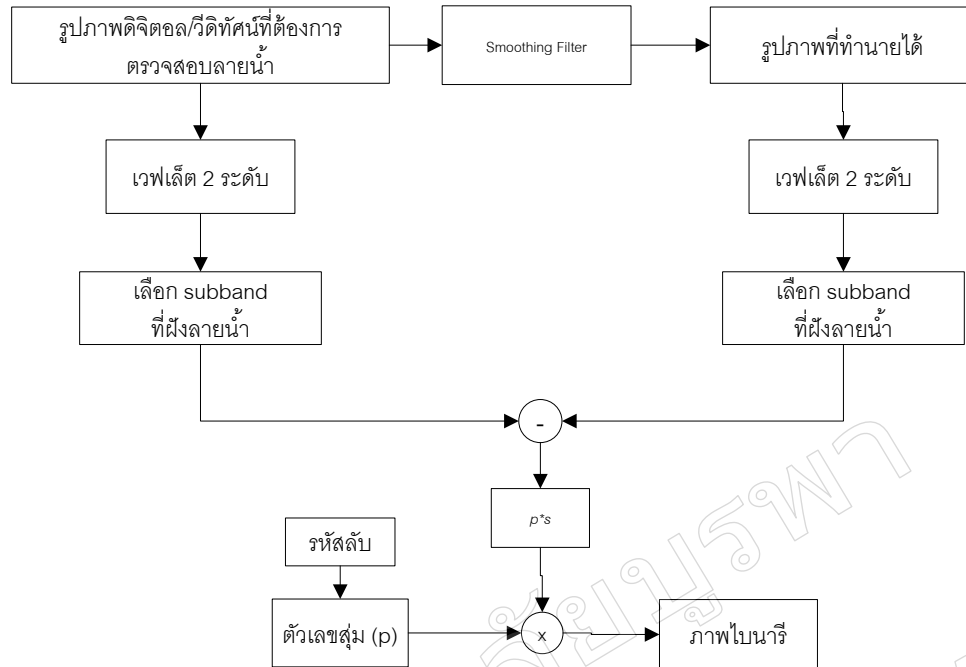 รูปภาพดิจิตอล/วีดิทัศน์ที่ต้องการ
ตรวจสอบลายน้ำ
Smoothing Filter
รูปภาพที่ทำนายได้
เวฟเล็ต 2 ระดับ
เวฟเล็ต 2 ระดับ
เลือก subband
ที่ฝังลายน้ำ
เลือก subband
ที่ฝังลายน้ำ
-
p*s
รหัสลับ
ตัวเลขสุ่ม (p)
x
ภาพไบนารี
ัยบูรพา